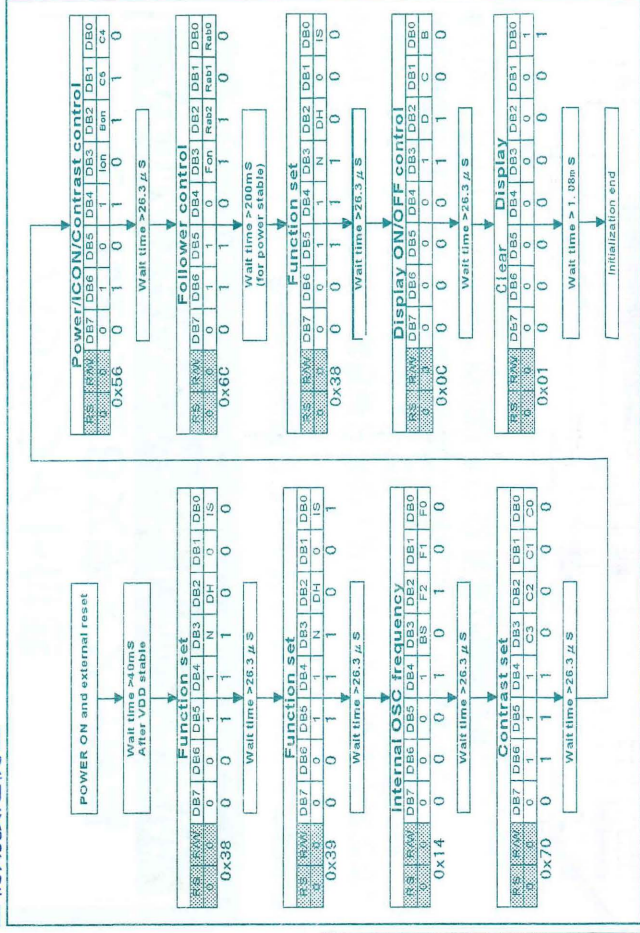 POWER ON and external reset
Wait time >40mS
After VDD stable
Function set
RS R/W DB7 DB6 DB5 DB4 DB3 DB2 DB1 DB0
0 0 0 0 1 1 N DH 0 IS
0x38 0 0 1 1 1 0 0 0
Wait time >26.3 μS
Function set
RS R/W DB7 DB6 DB5 DB4 DB3 DB2 DB1 DB0
0 0 0 0 1 1 N DH 0 IS
0x39 0 0 1 1 1 0 0 1
Wait time >26.3 μS
Internal OSC frequency
RS R/W DB7 DB6 DB5 DB4 DB3 DB2 DB1 DB0
0 0 0 0 0 1 BS F2 F1 F0
0x14 0 0 0 1 0 1 0 0
Wait time >26.3 μS
Contrast set
RS R/W DB7 DB6 DB5 DB4 DB3 DB2 DB1 DB0
0 0 0 1 1 1 C3 C2 C1 C0
0x70 0 1 1 1 0 0 0 0
Wait time >26.3 μS
Power/ICON/Contrast control
RS R/W DB7 DB6 DB5 DB4 DB3 DB2 DB1 DB0
0 0 0 1 0 1 Ion Bon C5 C4
0x56 0 1 0 1 0 1 1 0
Wait time >26.3 μS
Follower control
RS R/W DB7 DB6 DB5 DB4 DB3 DB2 DB1 DB0
0 0 0 1 1 0 Fon Rab2 Rab1 Rab0
0x6C 0 1 1 0 1 1 0 0
Wait time >200mS
(for power stable)
Function set
RS R/W DB7 DB6 DB5 DB4 DB3 DB2 DB1 DB0
0 0 0 0 1 1 N DH 0 IS
0x38 0 0 1 1 1 0 0 0
Wait time >26.3 μS
Display ON/OFF control
RS R/W DB7 DB6 DB5 DB4 DB3 DB2 DB1 DB0
0 0 0 0 0 0 1 D C B
0x0C 0 0 0 0 1 1 0 0
Wait time >26.3 μS
Clear Display
RS R/W DB7 DB6 DB5 DB4 DB3 DB2 DB1 DB0
0 0 0 0 0 0 0 0 0 1
0x01 0 0 0 0 0 0 0 1
Wait time >1.08mS
Initialization end